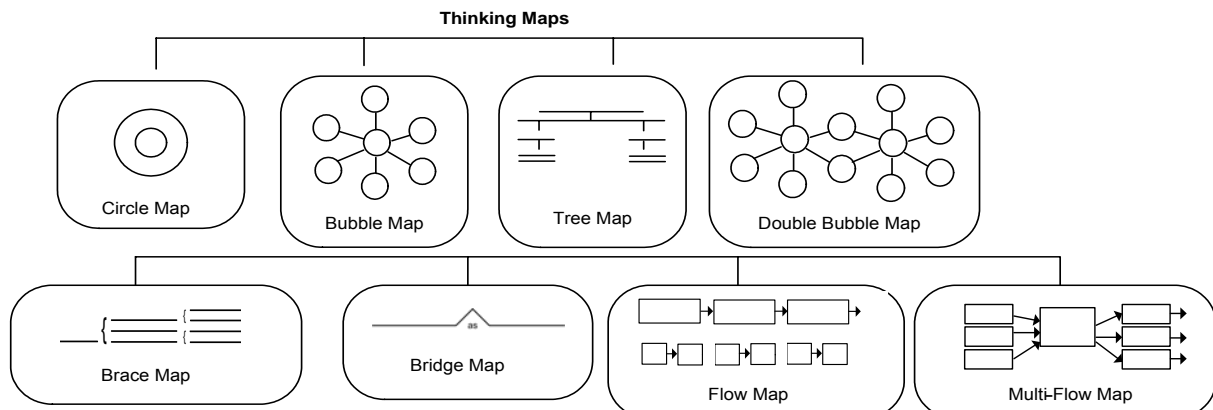 Thinking Maps
Circle Map
Bubble Map
Tree Map
Double Bubble Map
as
Brace Map
Bridge Map
Flow Map
Multi-Flow Map